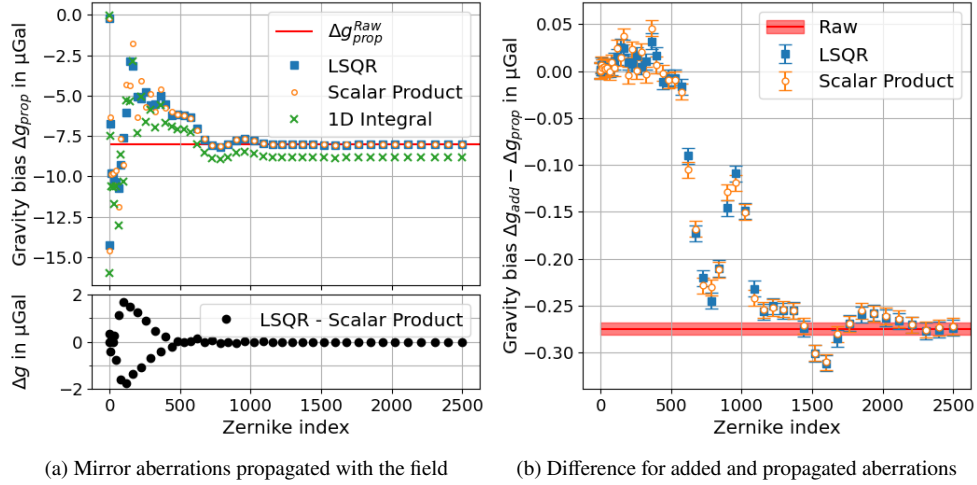 0.0
−2.5
−5.0
−7.5
−10.0
−12.5
−15.0
Gravity bias Δg_prop in μGal
Δg^Raw_prop
LSQR
Scalar Product
1D Integral
2
0
−2
Δg in μGal
LSQR - Scalar Product
0 500 1000 1500 2000 2500
Zernike index
(a) Mirror aberrations propagated with the field
0.05
0.00
−0.05
−0.10
−0.15
−0.20
−0.25
−0.30
Gravity bias Δg_add − Δg_prop in μGal
Raw
LSQR
Scalar Product
0 500 1000 1500 2000 2500
Zernike index
(b) Difference for added and propagated aberrations